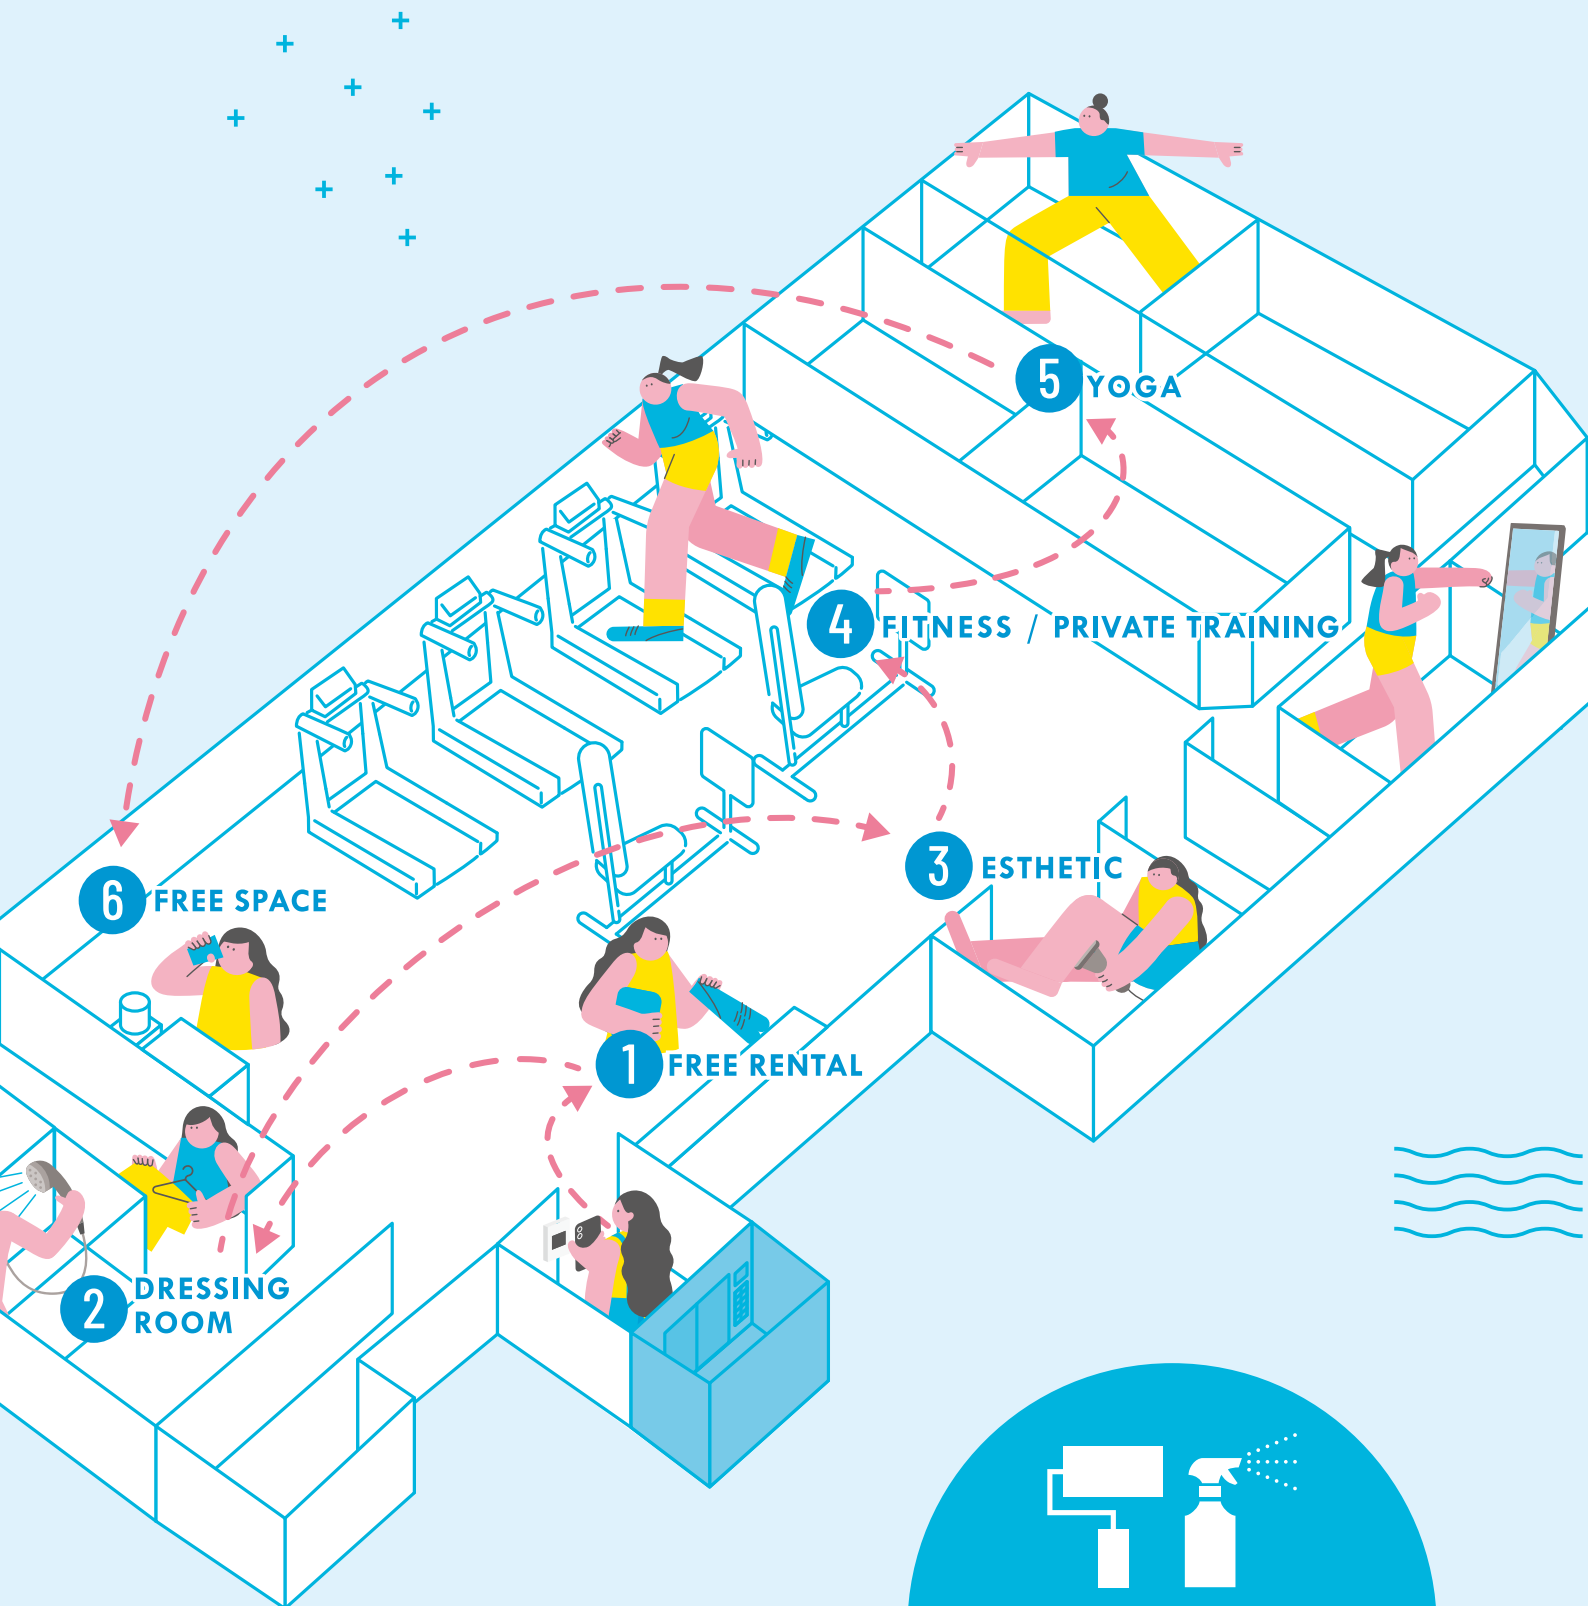 5 YOGA
4 FITNESS / PRIVATE TRAINING
3 ESTHETIC
6 FREE SPACE
1 FREE RENTAL
2 DRESSING
ROOM